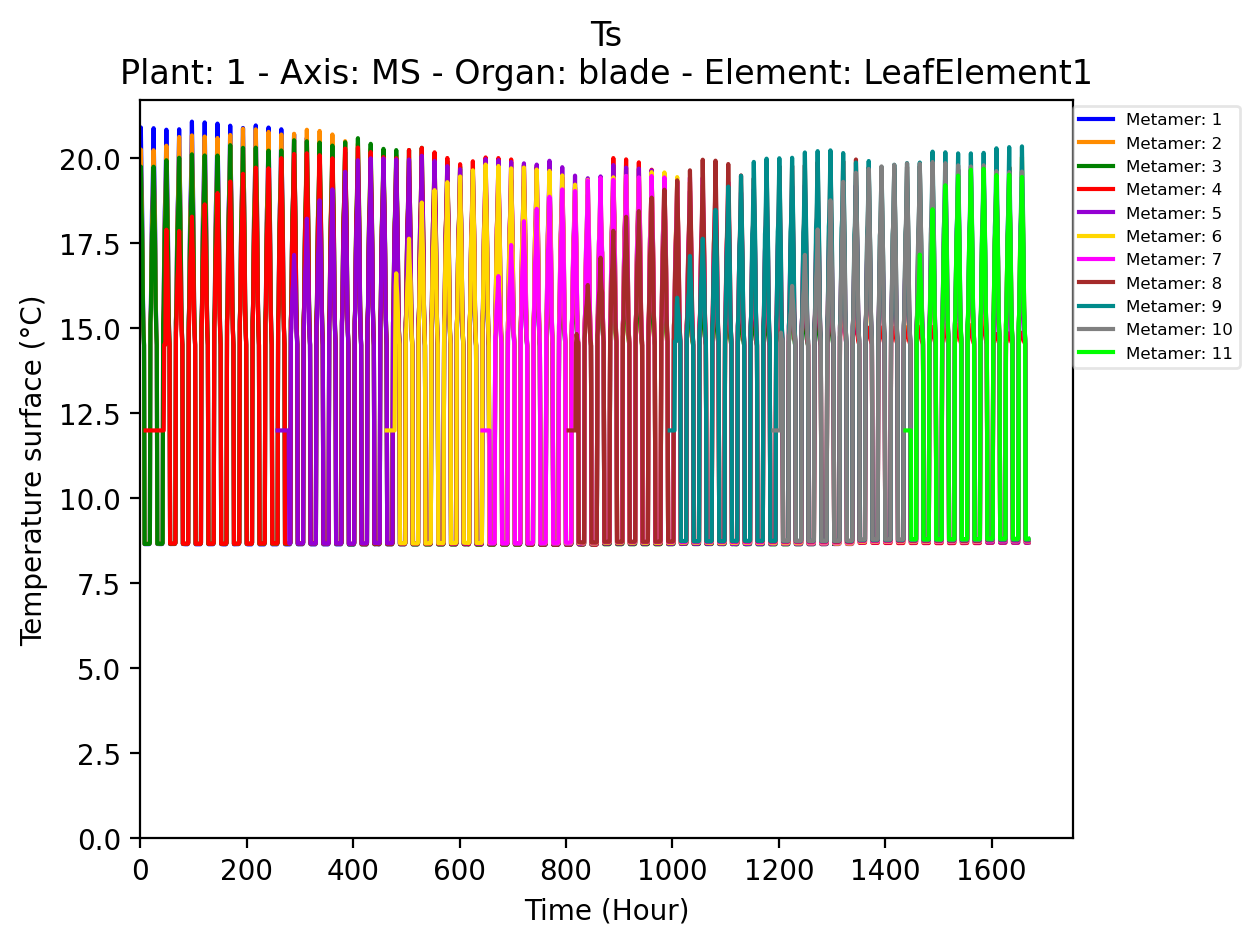 Ts
Plant: 1 - Axis: MS - Organ: blade - Element: LeafElement1
Temperature surface (°C)
20.0
17.5
15.0
12.5
10.0
7.5
5.0
2.5
0.0
0 200 400 600 800 1000 1200 1400 1600
Time (Hour)
Metamer: 1
Metamer: 2
Metamer: 3
Metamer: 4
Metamer: 5
Metamer: 6
Metamer: 7
Metamer: 8
Metamer: 9
Metamer: 10
Metamer: 11